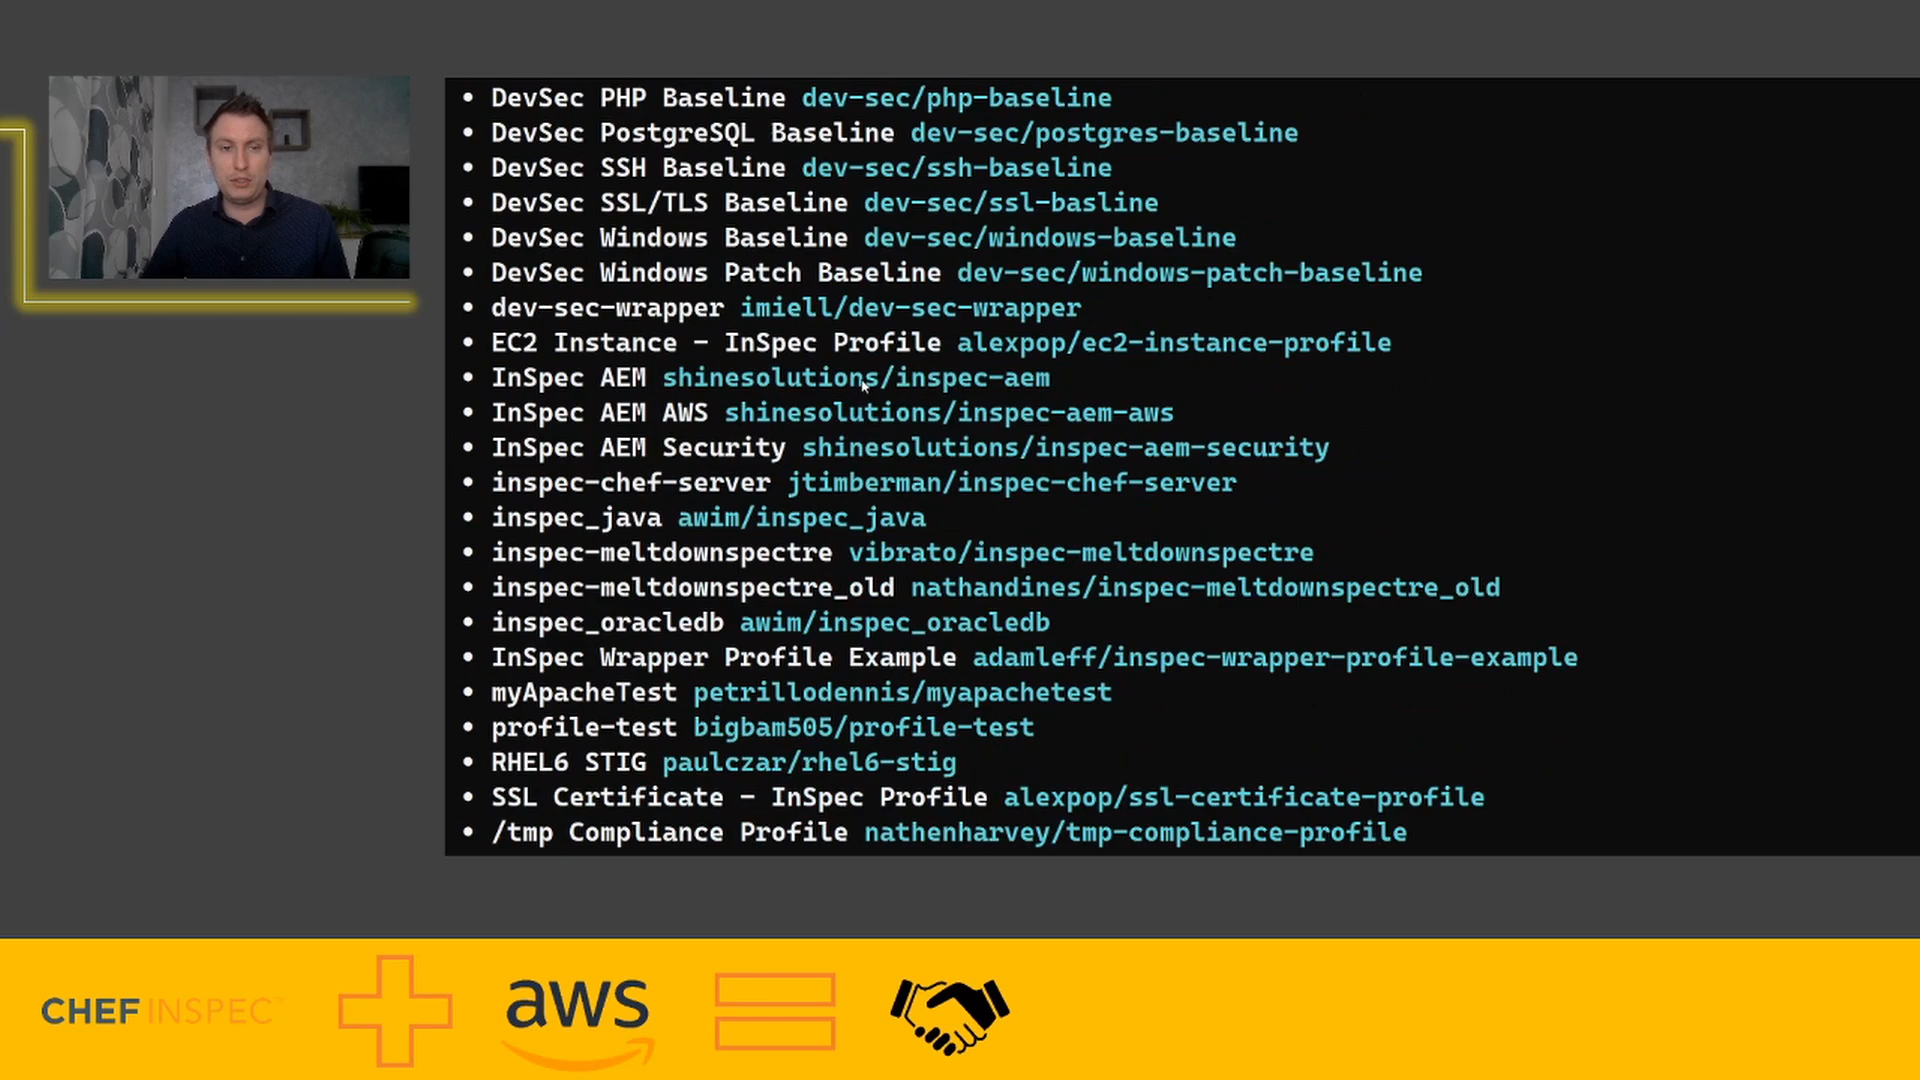 • DevSec PHP Baseline dev-sec/php-baseline
• DevSec PostgreSQL Baseline dev-sec/postgres-baseline
• DevSec SSH Baseline dev-sec/ssh-baseline
• DevSec SSL/TLS Baseline dev-sec/ssl-basline
• DevSec Windows Baseline dev-sec/windows-baseline
• DevSec Windows Patch Baseline dev-sec/windows-patch-baseline
• dev-sec-wrapper imiell/dev-sec-wrapper
• EC2 Instance - InSpec Profile alexpop/ec2-instance-profile
• InSpec AEM shinesolutions/inspec-aem
• InSpec AEM AWS shinesolutions/inspec-aem-aws
• InSpec AEM Security shinesolutions/inspec-aem-security
• inspec-chef-server jtimberman/inspec-chef-server
• inspec_java awim/inspec_java
• inspec-meltdownspectre vibrato/inspec-meltdownspectre
• inspec-meltdownspectre_old nathandines/inspec-meltdownspectre_old
• inspec_oracledb awim/inspec_oracledb
• InSpec Wrapper Profile Example adamleff/inspec-wrapper-profile-example
• myApacheTest petrillodennis/myapachetest
• profile-test bigbam505/profile-test
• RHEL6 STIG paulczar/rhel6-stig
• SSL Certificate - InSpec Profile alexpop/ssl-certificate-profile
• /tmp Compliance Profile nathenharvey/tmp-compliance-profile
CHEF INSPEC™
aws